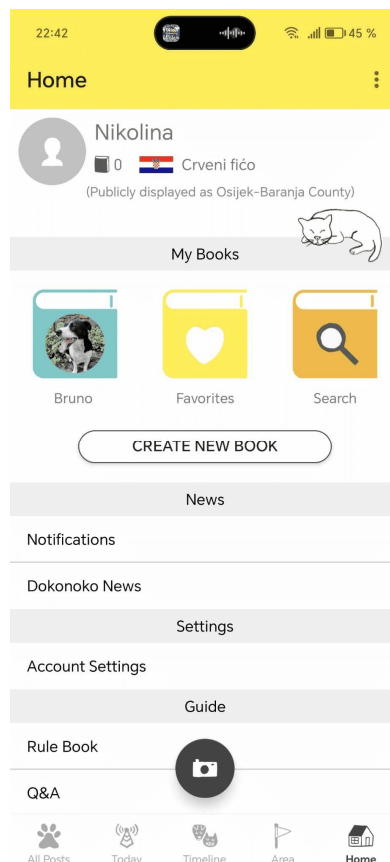 22:42
45 %
Home
Nikolina
0 Crveni fićo
(Publicly displayed as Osijek-Baranja County)
My Books
Bruno Favorites Search
CREATE NEW BOOK
News
Notifications
Dokonoko News
Settings
Account Settings
Guide
Rule Book
Q&A
All Posts Today Timeline Area Home